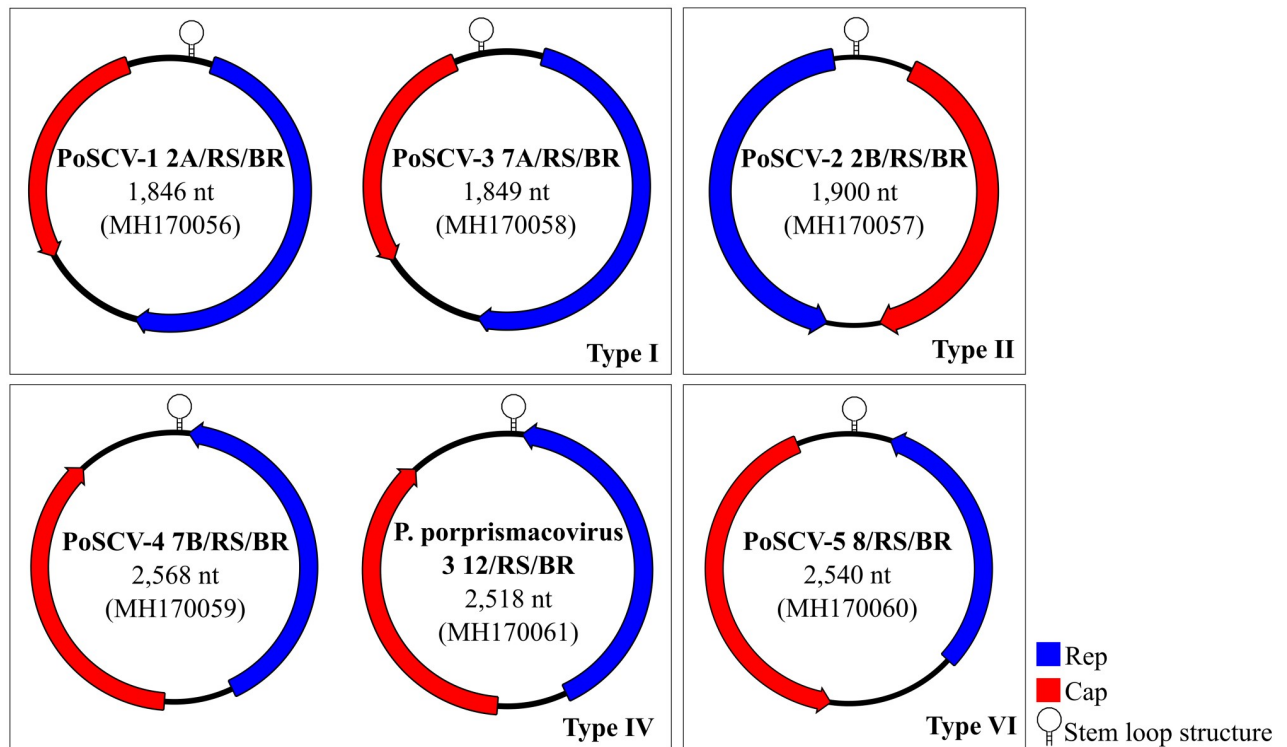 PoSCV-1 2A/RS/BR
1,846 nt
(MH170056)
PoSCV-3 7A/RS/BR
1,849 nt
(MH170058)
Type I
PoSCV-2 2B/RS/BR
1,900 nt
(MH170057)
Type II
PoSCV-4 7B/RS/BR
2,568 nt
(MH170059)
P. porprismacovirus
3 12/RS/BR
2,518 nt
(MH170061)
Type IV
PoSCV-5 8/RS/BR
2,540 nt
(MH170060)
Type VI
Rep
Cap
Stem loop structure